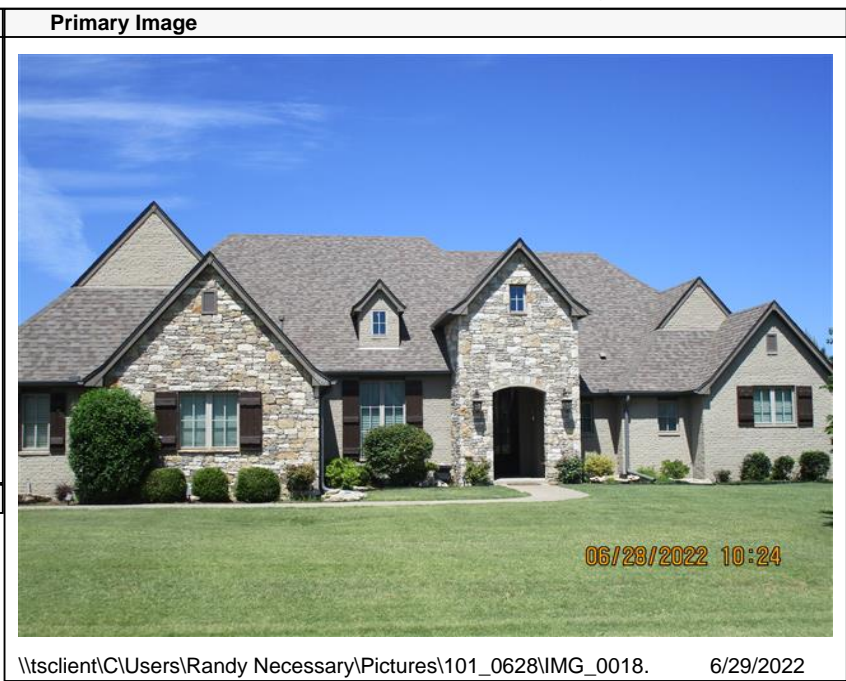 Primary Image
06/28/2022 10:24
\\tsclient\C\Users\Randy Necessary\Pictures\101_0628\IMG_0018.
6/29/2022